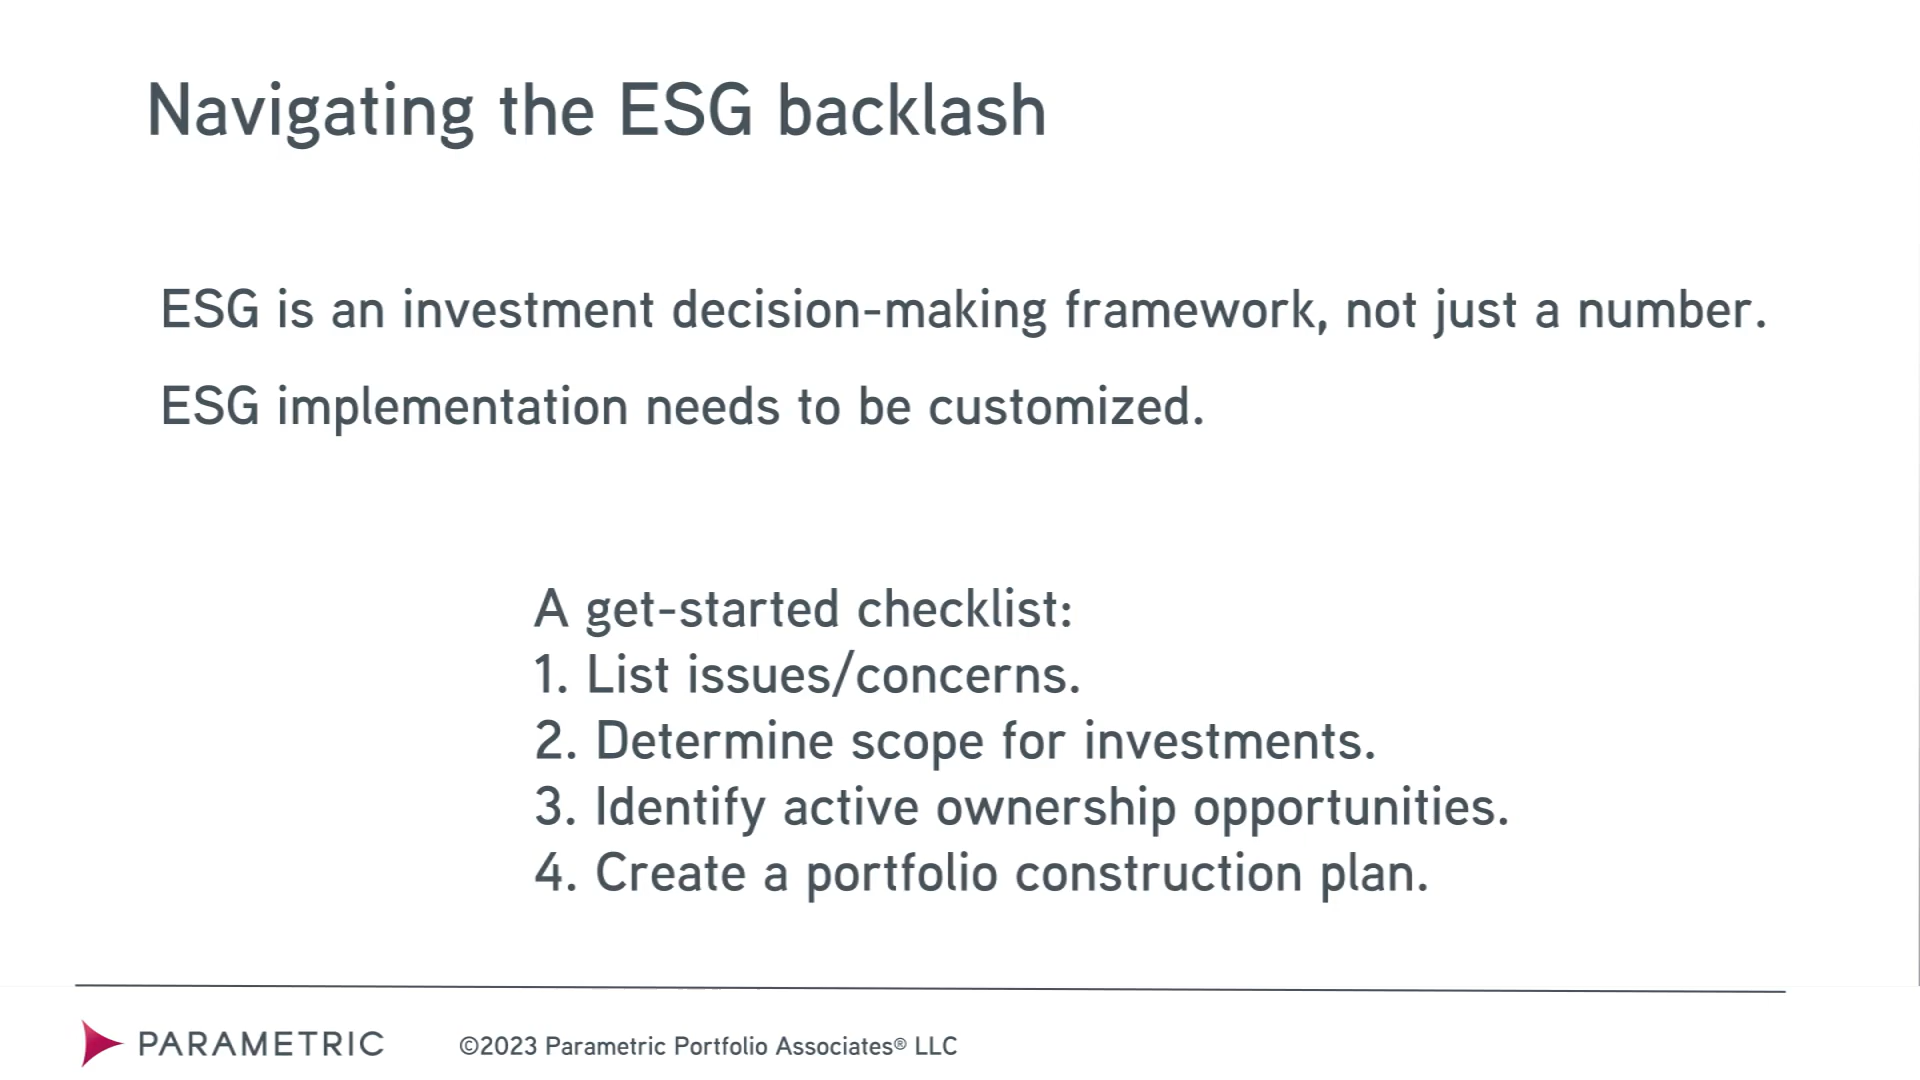 Navigating the ESG backlash
ESG is an investment decision-making framework, not just a number.
ESG implementation needs to be customized.
A get-started checklist:
1. List issues/concerns.
2. Determine scope for investments.
3. Identify active ownership opportunities.
4. Create a portfolio construction plan.
PARAMETRIC
©2023 Parametric Portfolio Associates® LLC